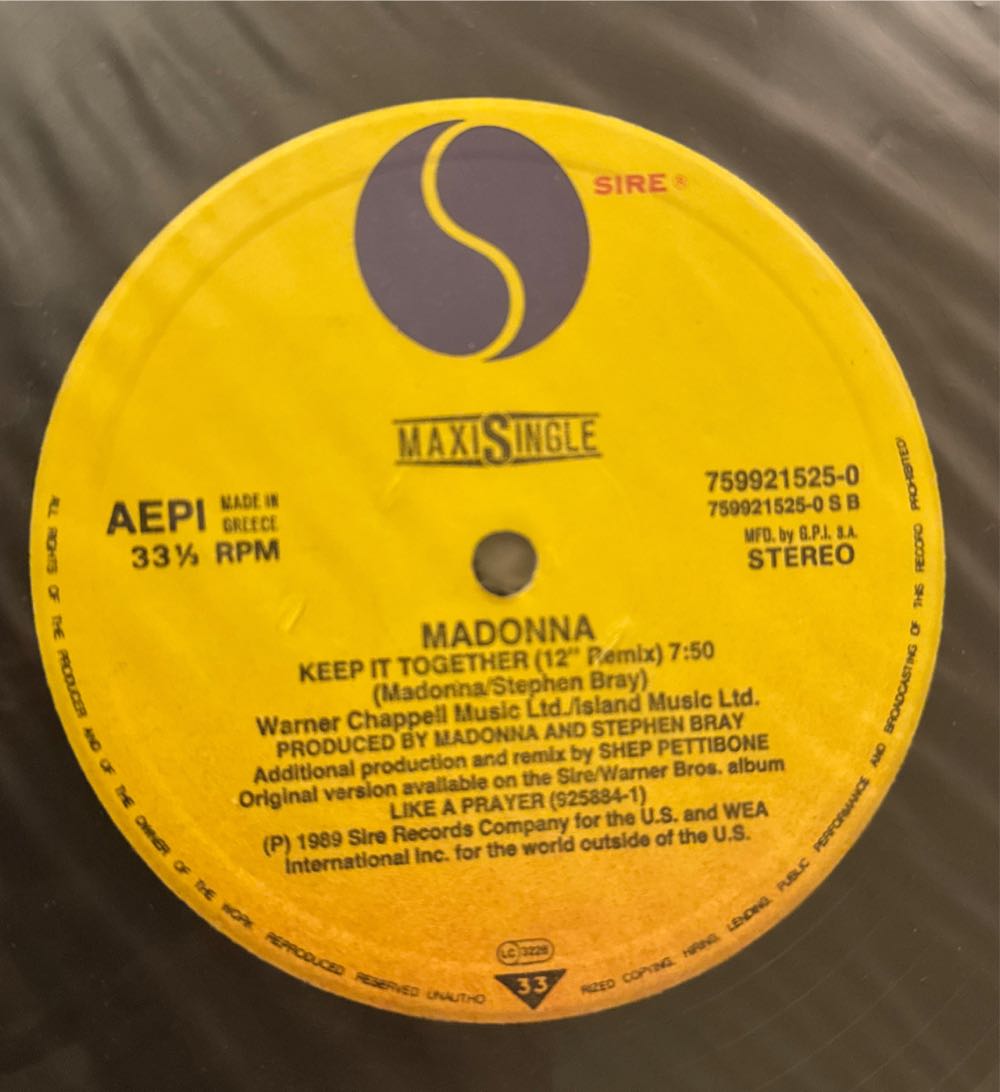 SIRE ®
MAXISINGLE
AEPI MADE IN GREECE
33⅓ RPM
759921525-0
759921525-0 S B
MFD. by G.P.I. S.A.
STEREO
MADONNA
KEEP IT TOGETHER (12" Remix) 7:50
(Madonna/Stephen Bray)
Warner Chappell Music Ltd./Island Music Ltd.
PRODUCED BY MADONNA AND STEPHEN BRAY
Additional production and remix by SHEP PETTIBONE
Original version available on the Sire/Warner Bros. album
LIKE A PRAYER (925884-1)
(P) 1989 Sire Records Company for the U.S. and WEA
International Inc. for the world outside of the U.S.
LC 3228
33
ALL RIGHTS OF THE PRODUCER AND OF THE OWNER OF THE WORK REPRODUCED RESERVED UNAUTHO RIZED COPYING, HIRING, LENDING, PUBLIC PERFORMANCE AND BROADCASTING OF THIS RECORD PROHIBITED!